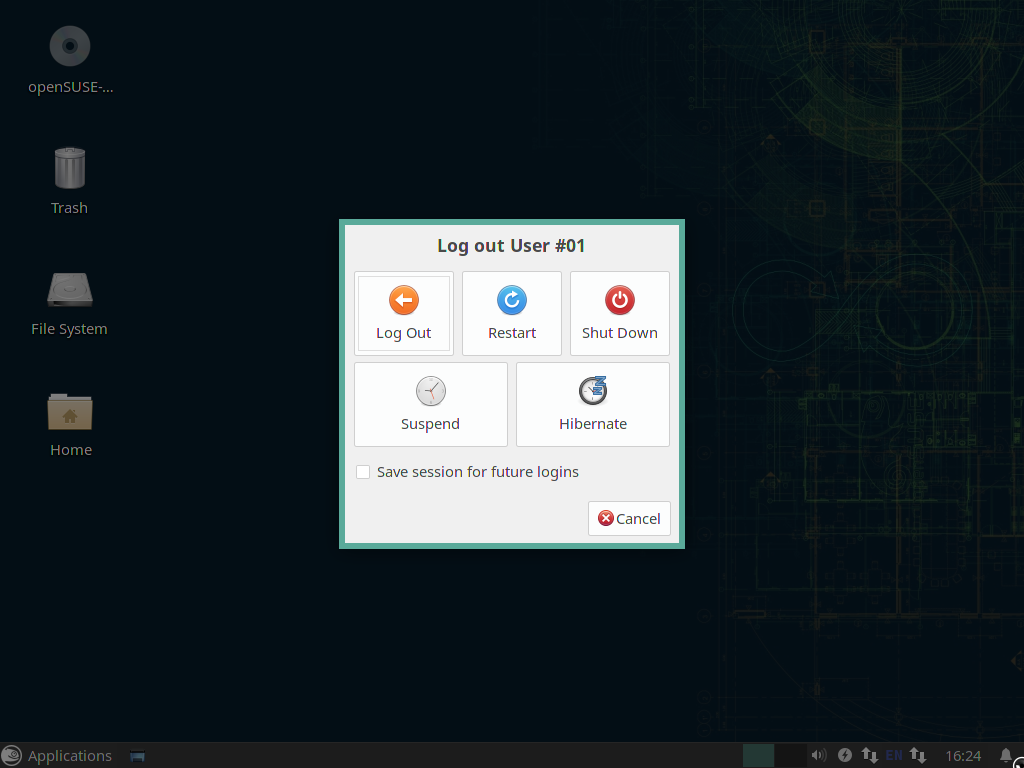 openSUSE-...
Trash
File System
Home
Log out User #01
Log Out
Restart
Shut Down
Suspend
Hibernate
Save session for future logins
Cancel
Applications
EN
16:24